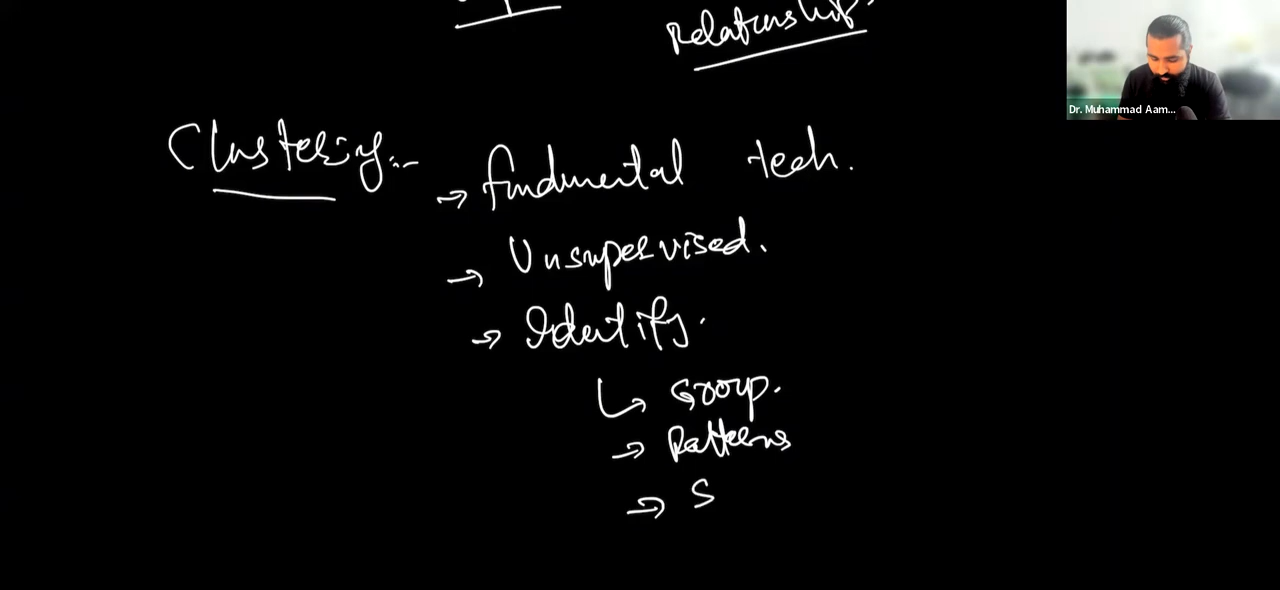 Relationship.
Dr. Muhammad Aam...
Clustering :-
→ fundmental tech.
→ Unsupervised.
→ Identify.
↳ Group.
→ Patterns
→ S